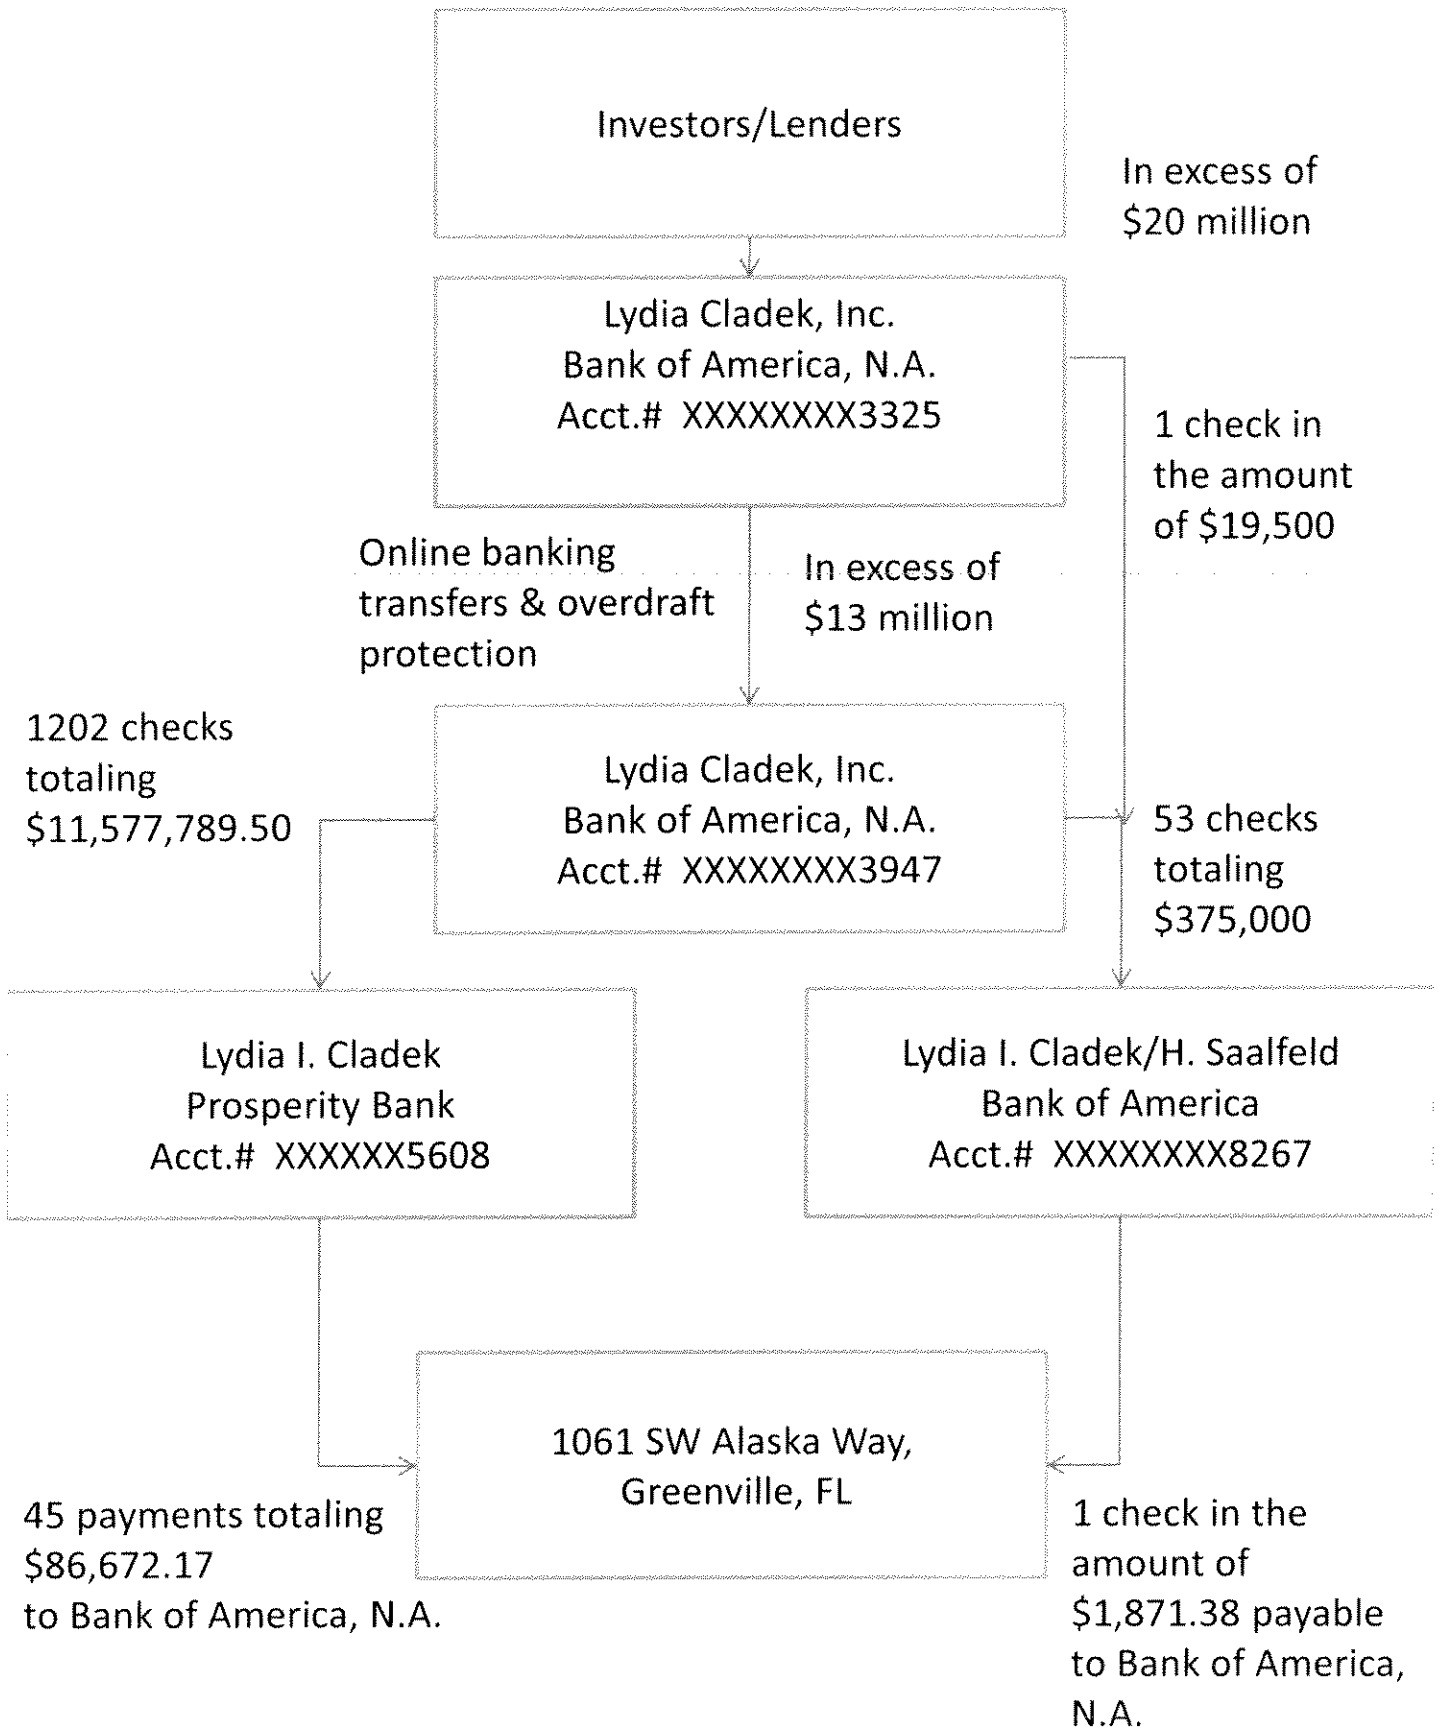 Investors/Lenders
In excess of
$20 million
Lydia Cladek, Inc.
Bank of America, N.A.
Acct.#  XXXXXXXX3325
1 check in
the amount
of $19,500
Online banking
transfers & overdraft
protection
In excess of
$13 million
1202 checks
totaling
$11,577,789.50
Lydia Cladek, Inc.
Bank of America, N.A.
Acct.#  XXXXXXXX3947
53 checks
totaling
$375,000
Lydia I. Cladek
Prosperity Bank
Acct.#  XXXXXX5608
Lydia I. Cladek/H. Saalfeld
Bank of America
Acct.#  XXXXXXXX8267
1061 SW Alaska Way,
Greenville, FL
45 payments totaling
$86,672.17
to Bank of America, N.A.
1 check in the
amount of
$1,871.38 payable
to Bank of America,
N.A.